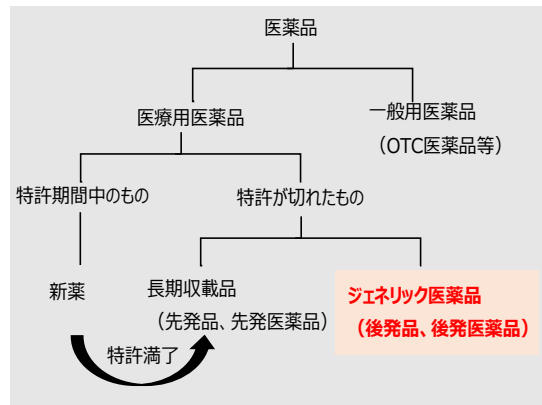 医薬品
医療用医薬品
一般用医薬品
（OTC医薬品等）
特許期間中のもの
特許が切れたもの
新薬
長期収載品
（先発品、先発医薬品）
ジェネリック医薬品
（後発品、後発医薬品）
特許満了